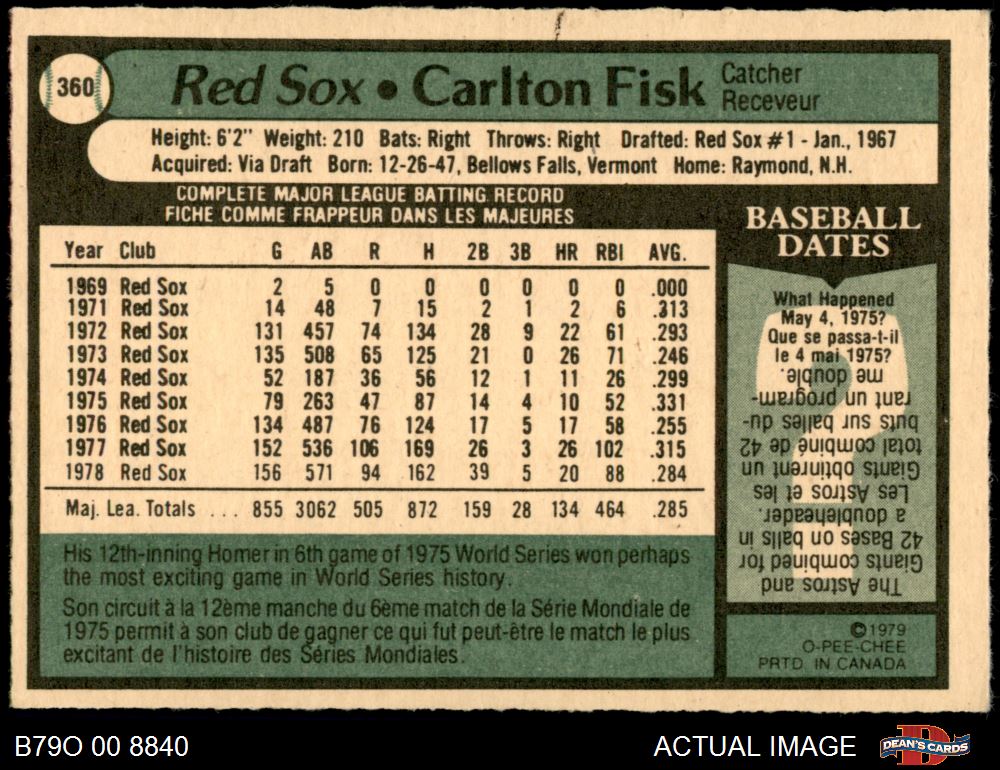 360
Red Sox • Carlton Fisk
Catcher
Receveur
Height: 6'2" Weight: 210 Bats: Right Throws: Right Drafted: Red Sox #1 - Jan., 1967
Acquired: Via Draft Born: 12-26-47, Bellows Falls, Vermont Home: Raymond, N.H.
COMPLETE MAJOR LEAGUE BATTING RECORD
FICHE COMME FRAPPEUR DANS LES MAJEURES
Year Club G AB R H 2B 3B HR RBI AVG.
1969 Red Sox 2 5 0 0 0 0 0 0 .000
1971 Red Sox 14 48 7 15 2 1 2 6 .313
1972 Red Sox 131 457 74 134 28 9 22 61 .293
1973 Red Sox 135 508 65 125 21 0 26 71 .246
1974 Red Sox 52 187 36 56 12 1 11 26 .299
1975 Red Sox 79 263 47 87 14 4 10 52 .331
1976 Red Sox 134 487 76 124 17 5 17 58 .255
1977 Red Sox 152 536 106 169 26 3 26 102 .315
1978 Red Sox 156 571 94 162 39 5 20 88 .284
Maj. Lea. Totals ... 855 3062 505 872 159 28 134 464 .285
His 12th-inning Homer in 6th game of 1975 World Series won perhaps
the most exciting game in World Series history.
Son circuit à la 12ème manche du 6ème match de la Série Mondiale de
1975 permit à son club de gagner ce qui fut peut-être le match le plus
excitant de l'histoire des Séries Mondiales.
BASEBALL
DATES
What Happened
May 4, 1975?
Que se passa-t-il
le 4 mai 1975?
The Astros and
Giants combined for
42 Bases on balls in
a doubleheader.
Les Astros et les
Giants obtinrent un
total combiné de 42
buts sur balles du-
rant un program-
me double.
©1979
O-PEE-CHEE
PRTD. IN CANADA
B79O 00 8840
ACTUAL IMAGE
D
DEAN'S CARDS